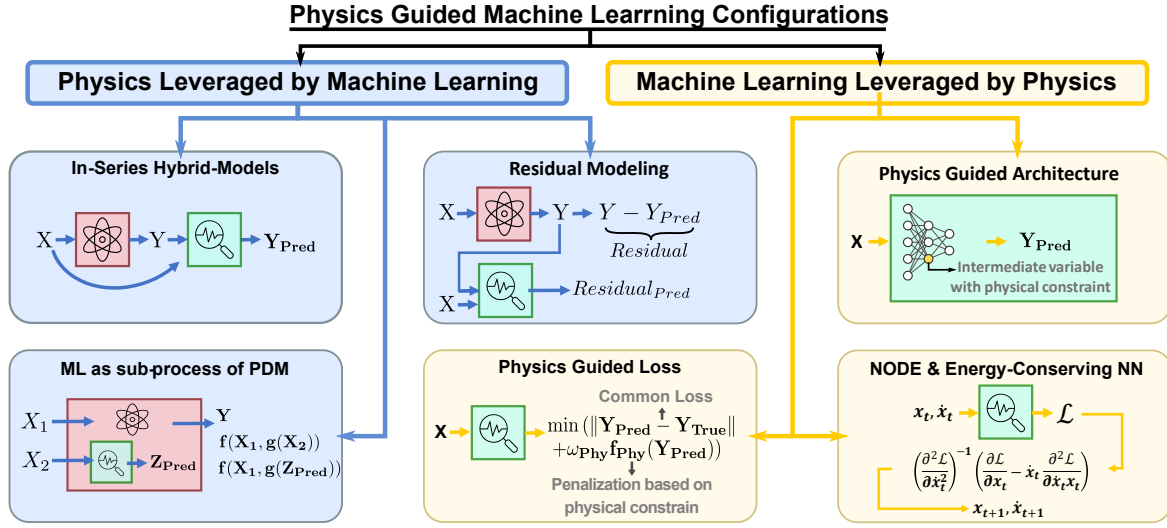 Physics Guided Machine Learrning Configurations
Physics Leveraged by Machine Learning
Machine Learning Leveraged by Physics
In-Series Hybrid-Models
X
Y
Y_Pred
Residual Modeling
X
Y
Y − Y_Pred
Residual
X
Residual_Pred
Physics Guided Architecture
X
Y_Pred
Intermediate variable
with physical constraint
ML as sub-process of PDM
X_1
X_2
Z_Pred
Y
f(X_1, g(X_2))
f(X_1, g(Z_Pred))
Physics Guided Loss
Common Loss
X
min (‖Y_Pred − Y_True‖
+ω_Phy f_Phy(Y_Pred))
Penalization based on
physical constrain
NODE & Energy-Conserving NN
x_t, ẋ_t
ℒ
(∂²ℒ/∂ẋ_t²)^−1 (∂ℒ/∂x_t − ẋ_t ∂²ℒ/∂ẋ_t x_t)
x_{t+1}, ẋ_{t+1}